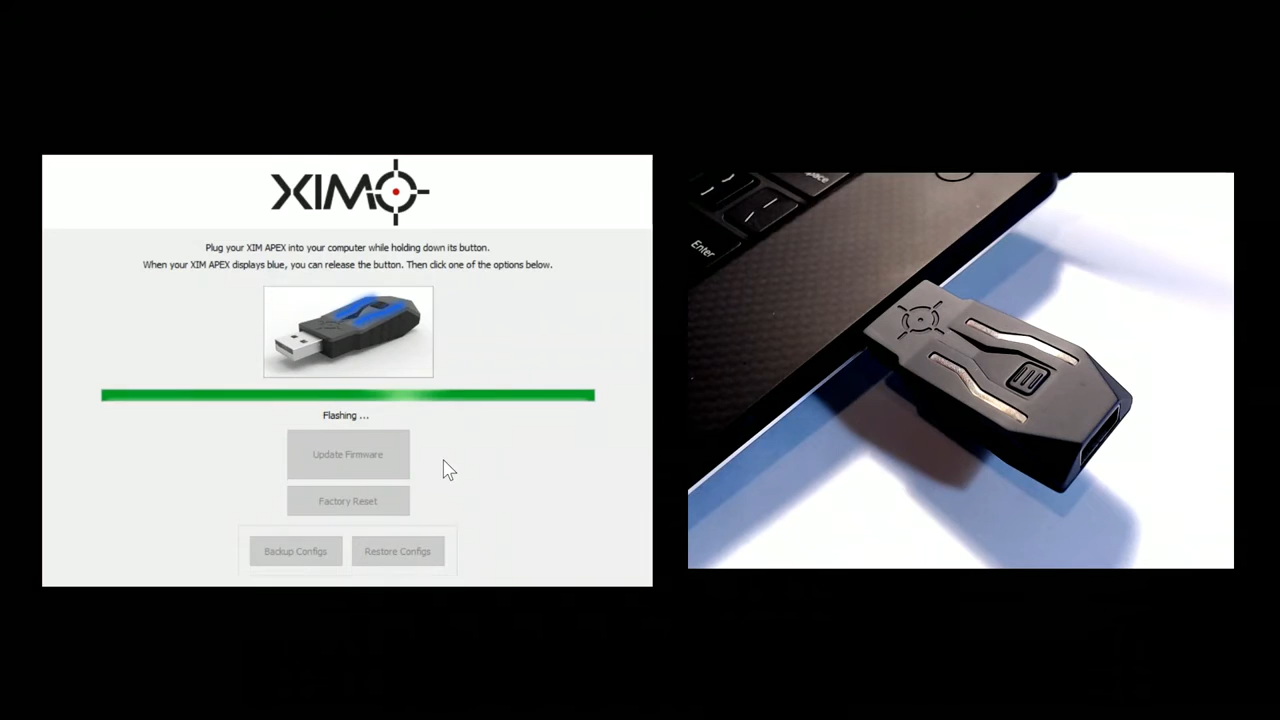 XIM
Plug your XIM APEX into your computer while holding down its button.
When your XIM APEX displays blue, you can release the button. Then click one of the options below.
Flashing ...
Update Firmware
Factory Reset
Backup Configs
Restore Configs
Enter